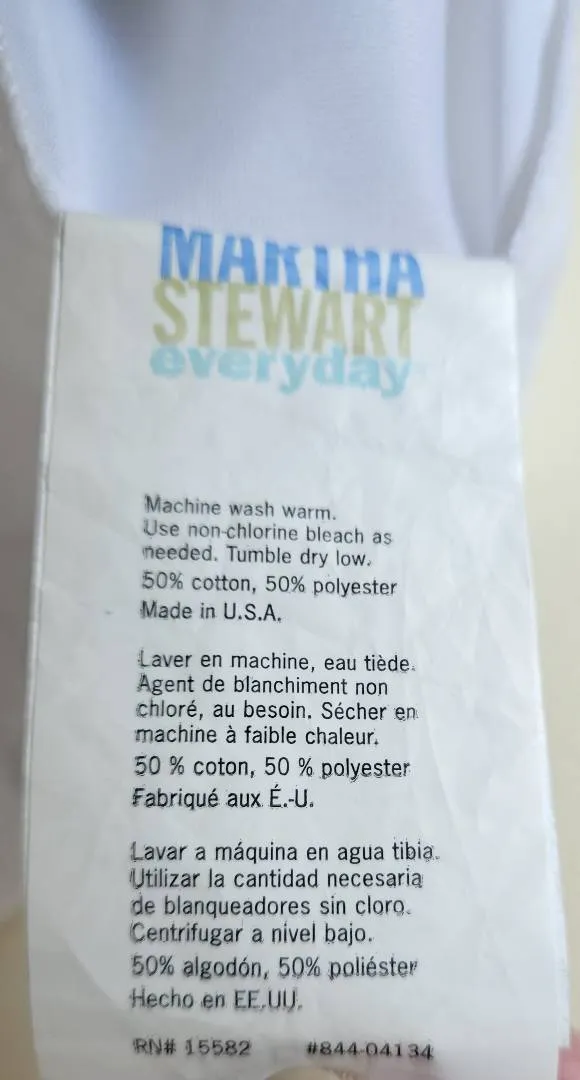 MARTHA
STEWART
everyday
Machine wash warm.
Use non-chlorine bleach as
needed. Tumble dry low.
50% cotton, 50% polyester
Made in U.S.A.
Laver en machine, eau tiède.
Agent de blanchiment non
chloré, au besoin. Sécher en
machine à faible chaleur.
50 % coton, 50 % polyester
Fabriqué aux É.-U.
Lavar a máquina en agua tibia.
Utilizar la cantidad necesaria
de blanqueadores sin cloro.
Centrifugar a nivel bajo.
50% algodón, 50% poliéster
Hecho en EE.UU.
RN# 15582 #844-04134